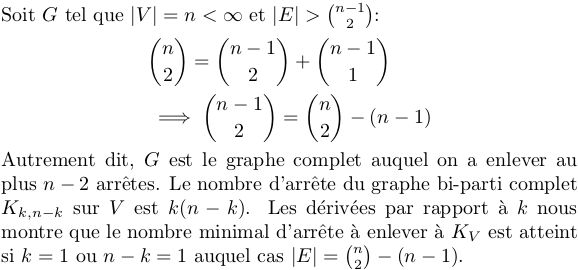 Soit G tel que |V| = n < ∞ et |E| > \binom{n-1}{2}:
\binom{n}{2} = \binom{n-1}{2} + \binom{n-1}{1}
⟹ \binom{n-1}{2} = \binom{n}{2} − (n − 1)
Autrement dit, G est le graphe complet auquel on a enlever au
plus n − 2 arrêtes. Le nombre d'arrête du graphe bi-parti complet
K_{k,n−k} sur V est k(n − k). Les dérivées par rapport à k nous
montre que le nombre minimal d'arrête à enlever à K_V est atteint
si k = 1 ou n − k = 1 auquel cas |E| = \binom{n}{2} − (n − 1).